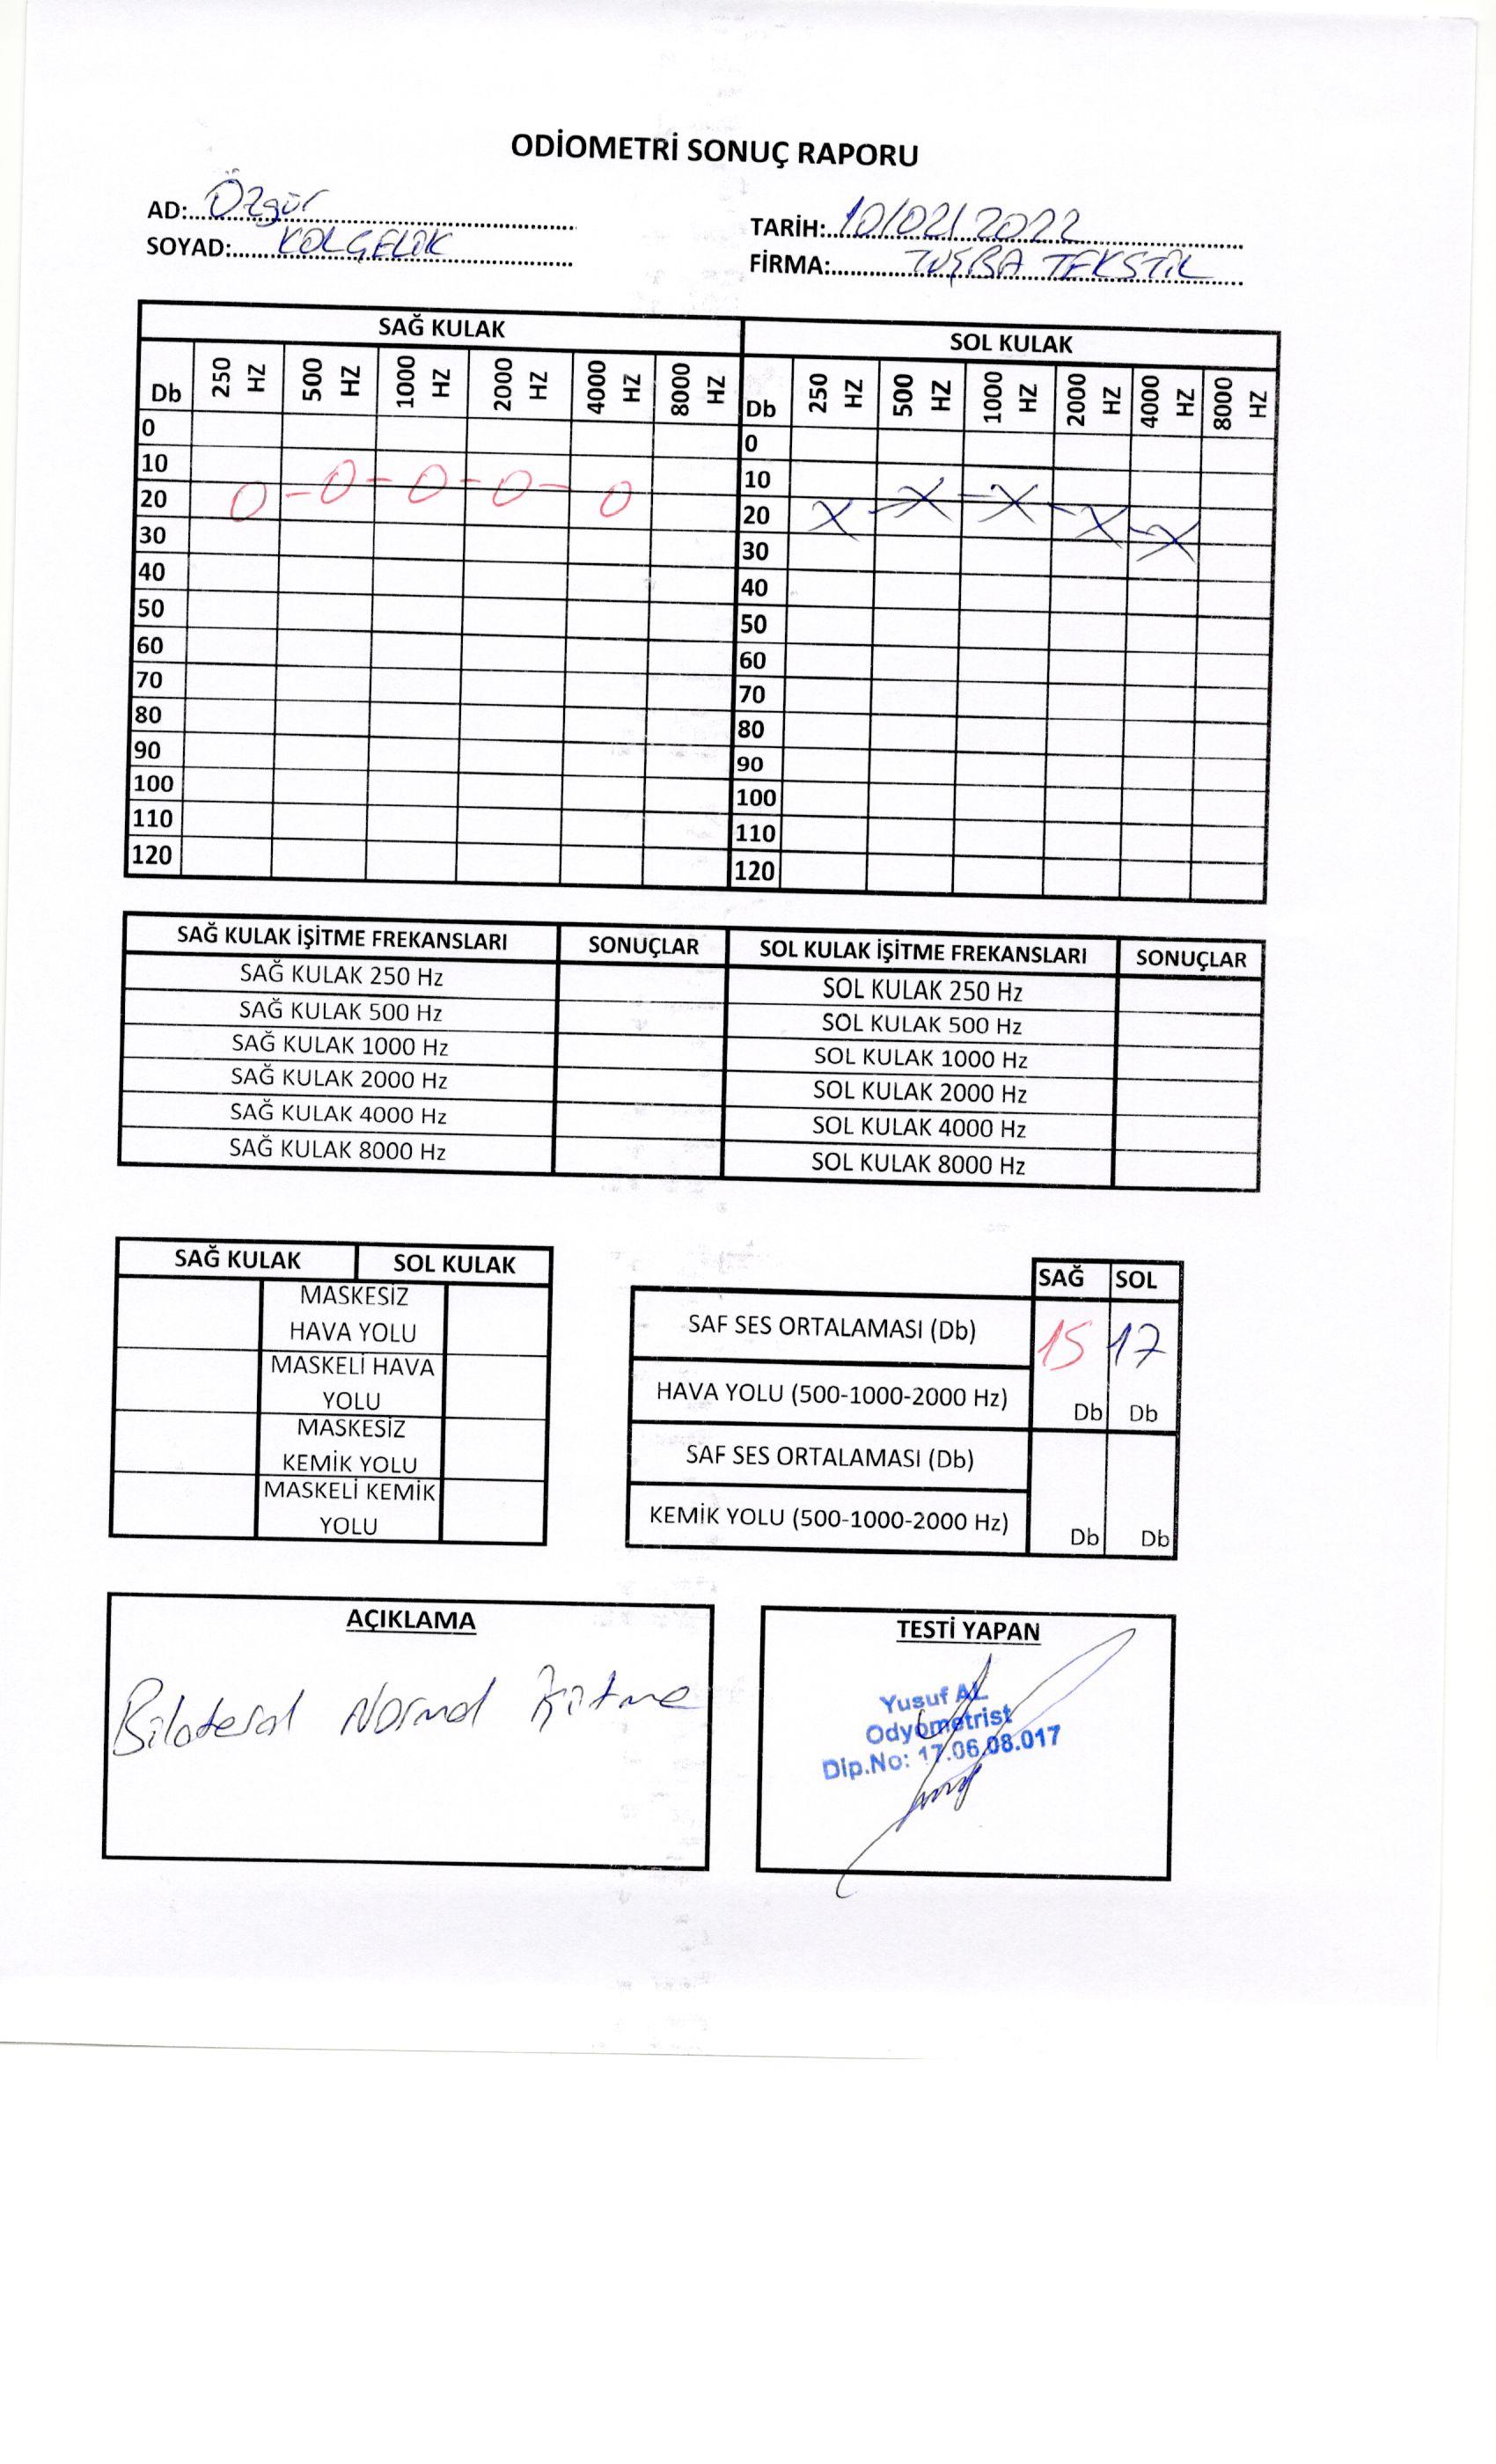 ODİOMETRİ SONUÇ RAPORU
AD: Özgür
TARİH: 10/02/2022
SOYAD: KOLÇELİK
FİRMA: TUŞBA TEKSTİL
SAĞ KULAK SOL KULAK
Db 250 HZ 500 HZ 1000 HZ 2000 HZ 4000 HZ 8000 HZ Db 250 HZ 500 HZ 1000 HZ 2000 HZ 4000 HZ 8000 HZ
0 0
10 10
20 20
30 30
40 40
50 50
60 60
70 70
80 80
90 90
100 100
110 110
120 120
SAĞ KULAK İŞİTME FREKANSLARI SONUÇLAR SOL KULAK İŞİTME FREKANSLARI SONUÇLAR
SAĞ KULAK 250 Hz SOL KULAK 250 Hz
SAĞ KULAK 500 Hz SOL KULAK 500 Hz
SAĞ KULAK 1000 Hz SOL KULAK 1000 Hz
SAĞ KULAK 2000 Hz SOL KULAK 2000 Hz
SAĞ KULAK 4000 Hz SOL KULAK 4000 Hz
SAĞ KULAK 8000 Hz SOL KULAK 8000 Hz
SAĞ KULAK SOL KULAK
MASKESİZ
HAVA YOLU
MASKELİ HAVA
YOLU
MASKESİZ
KEMİK YOLU
MASKELİ KEMİK
YOLU
SAĞ SOL
SAF SES ORTALAMASI (Db) 15 17
HAVA YOLU (500-1000-2000 Hz) Db Db
SAF SES ORTALAMASI (Db)
KEMİK YOLU (500-1000-2000 Hz) Db Db
AÇIKLAMA
Bilateral Normal İşitme
TESTİ YAPAN
Yusuf AL
Odyometrist
Dip.No: 17.06.08.017